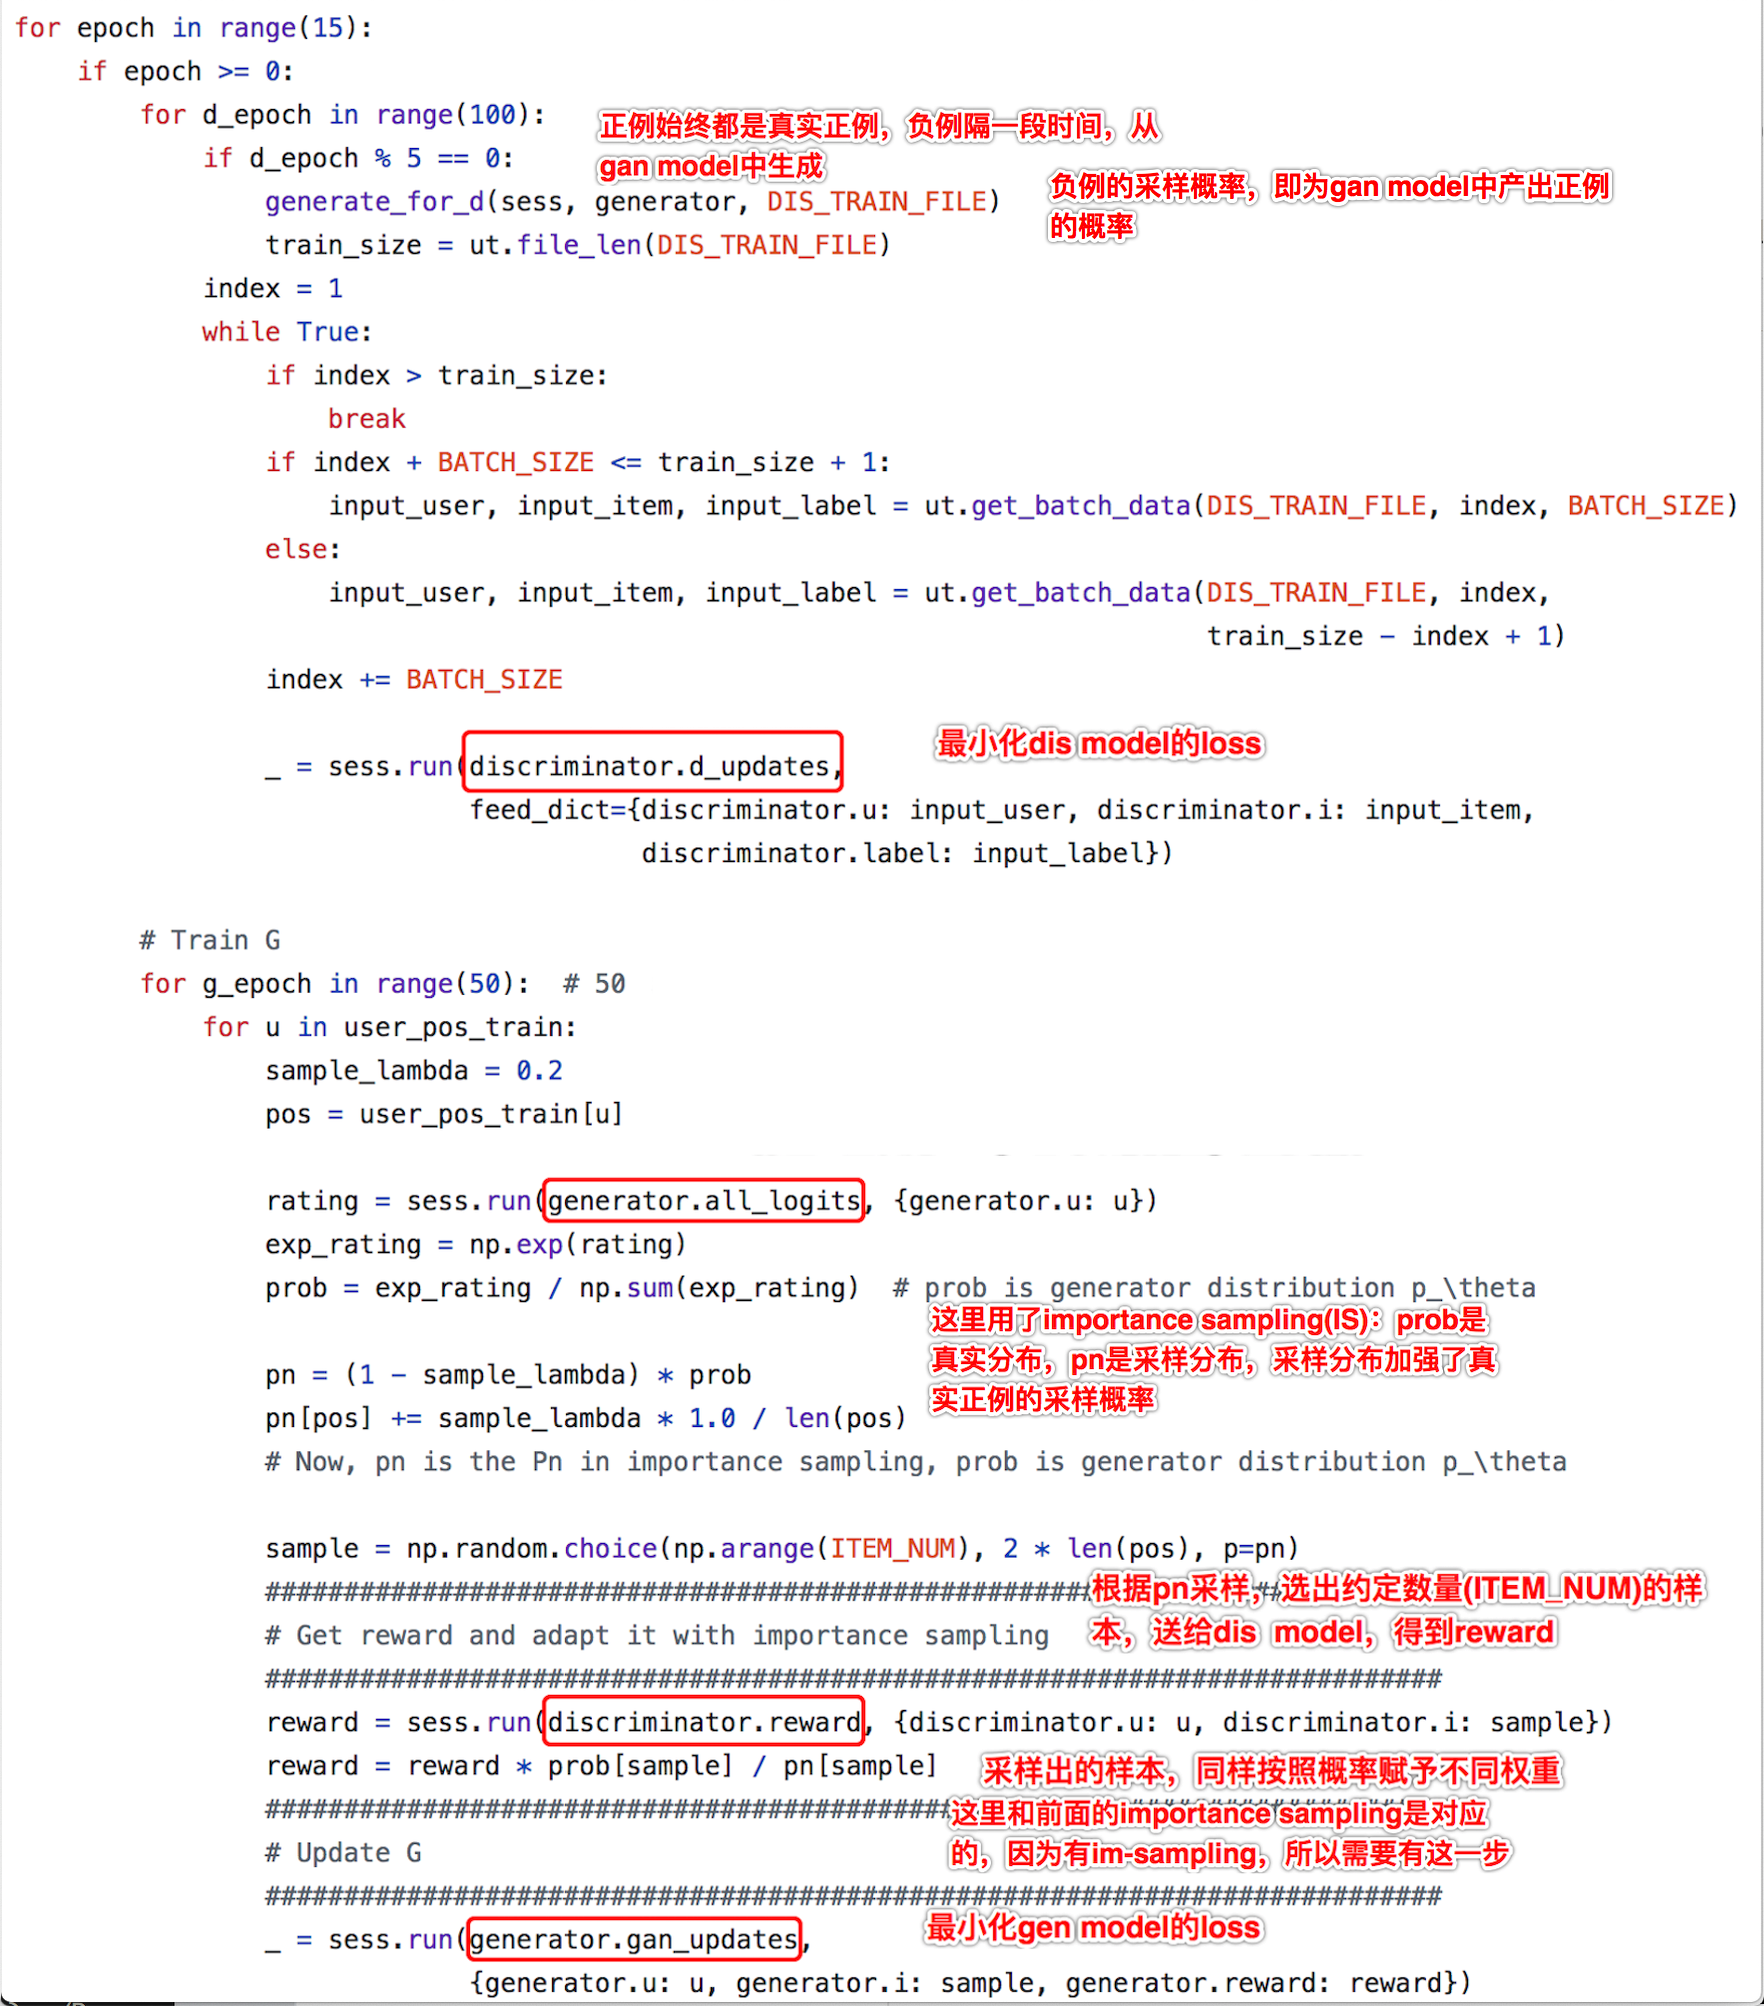 for epoch in range(15):
if epoch >= 0:
for d_epoch in range(100):
正例始终都是真实正例，负例隔一段时间，从
gan model中生成
if d_epoch % 5 == 0:
generate_for_d(sess, generator, DIS_TRAIN_FILE)
负例的采样概率，即为gan model中产出正例
的概率
train_size = ut.file_len(DIS_TRAIN_FILE)
index = 1
while True:
if index > train_size:
break
if index + BATCH_SIZE <= train_size + 1:
input_user, input_item, input_label = ut.get_batch_data(DIS_TRAIN_FILE, index, BATCH_SIZE)
else:
input_user, input_item, input_label = ut.get_batch_data(DIS_TRAIN_FILE, index,
train_size - index + 1)
index += BATCH_SIZE
最小化dis model的loss
_ = sess.run(discriminator.d_updates,
feed_dict={discriminator.u: input_user, discriminator.i: input_item,
discriminator.label: input_label})
# Train G
for g_epoch in range(50):  # 50
for u in user_pos_train:
sample_lambda = 0.2
pos = user_pos_train[u]
rating = sess.run(generator.all_logits, {generator.u: u})
exp_rating = np.exp(rating)
prob = exp_rating / np.sum(exp_rating)  # prob is generator distribution p_\theta
这里用了importance sampling(IS)：prob是
真实分布，pn是采样分布，采样分布加强了真
实正例的采样概率
pn = (1 - sample_lambda) * prob
pn[pos] += sample_lambda * 1.0 / len(pos)
# Now, pn is the Pn in importance sampling, prob is generator distribution p_\theta
sample = np.random.choice(np.arange(ITEM_NUM), 2 * len(pos), p=pn)
###########################################################################
根据pn采样，选出约定数量(ITEM_NUM)的样
本，送给dis model，得到reward
# Get reward and adapt it with importance sampling
###########################################################################
reward = sess.run(discriminator.reward, {discriminator.u: u, discriminator.i: sample})
reward = reward * prob[sample] / pn[sample]
采样出的样本，同样按照概率赋予不同权重
###########################################################################
这里和前面的importance sampling是对应
的，因为有im-sampling，所以需要有这一步
# Update G
###########################################################################
最小化gen model的loss
_ = sess.run(generator.gan_updates,
{generator.u: u, generator.i: sample, generator.reward: reward})